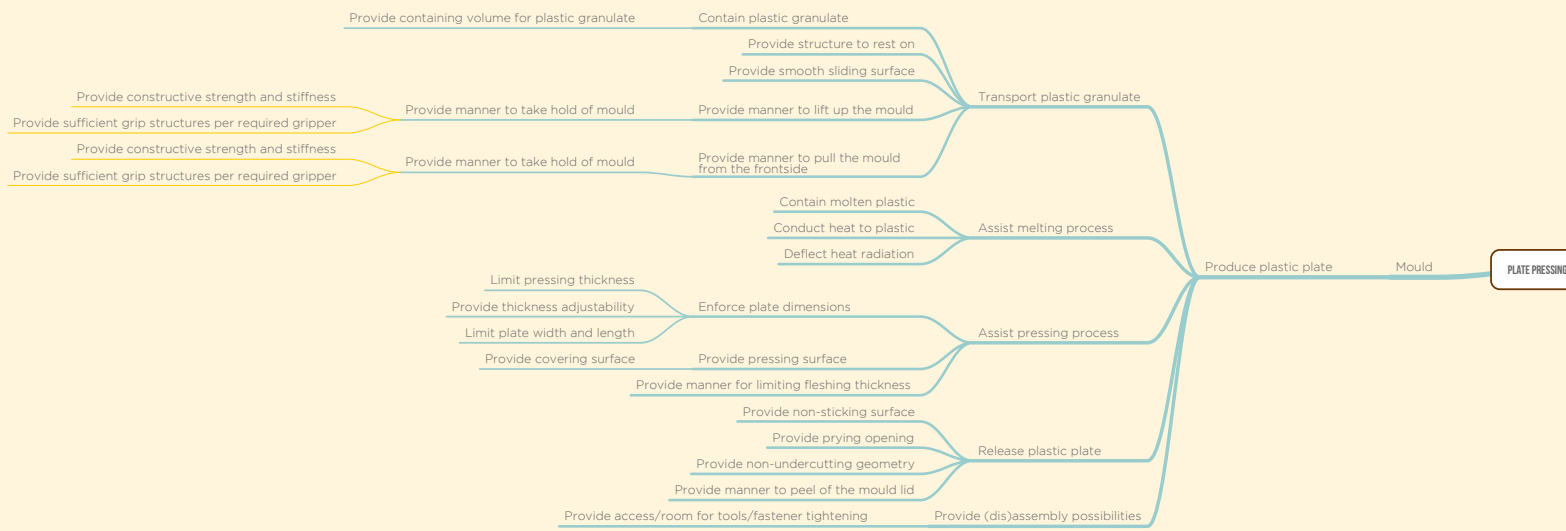 Provide containing volume for plastic granulate
Contain plastic granulate
Provide structure to rest on
Provide smooth sliding surface
Transport plastic granulate
Provide constructive strength and stiffness
Provide manner to take hold of mould
Provide manner to lift up the mould
Provide sufficient grip structures per required gripper
Provide constructive strength and stiffness
Provide manner to take hold of mould
Provide manner to pull the mould
from the frontside
Provide sufficient grip structures per required gripper
Contain molten plastic
Conduct heat to plastic
Assist melting process
Deflect heat radiation
Produce plastic plate
Mould
PLATE PRESSING
Limit pressing thickness
Provide thickness adjustability
Enforce plate dimensions
Limit plate width and length
Assist pressing process
Provide covering surface
Provide pressing surface
Provide manner for limiting fleshing thickness
Provide non-sticking surface
Provide prying opening
Release plastic plate
Provide non-undercutting geometry
Provide manner to peel of the mould lid
Provide access/room for tools/fastener tightening
Provide (dis)assembly possibilities